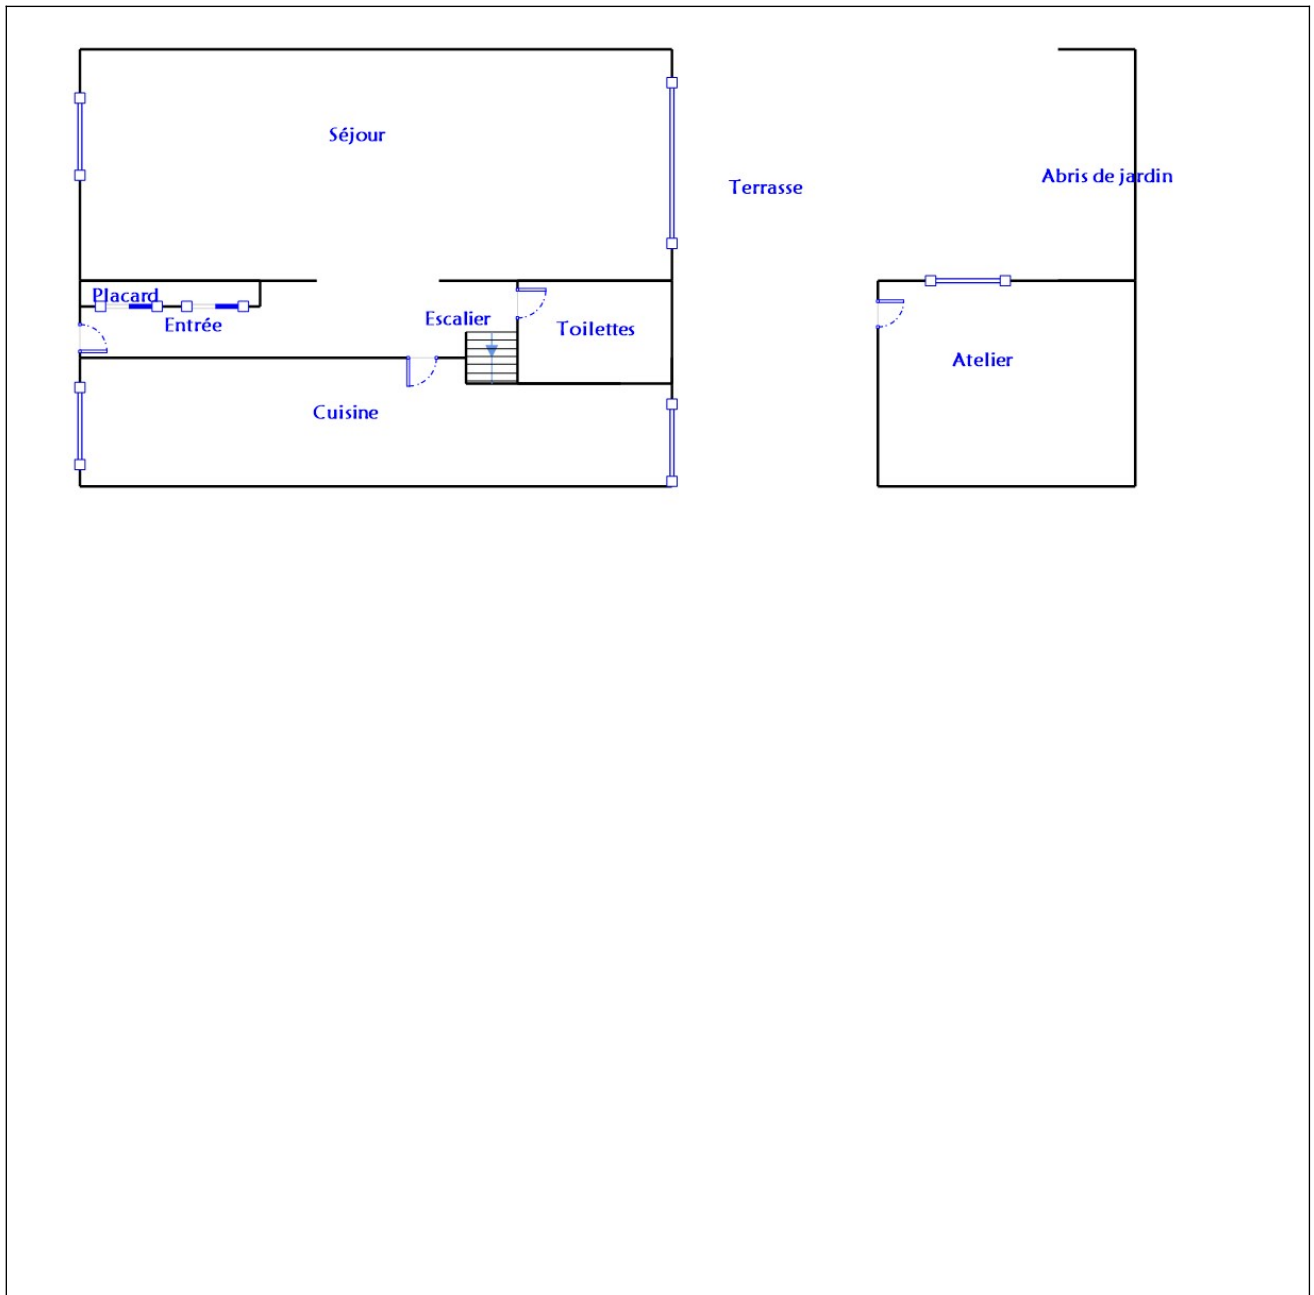 Séjour
Terrasse
Abris de jardin
Placard
Entrée
Escalier
Toilettes
Atelier
Cuisine